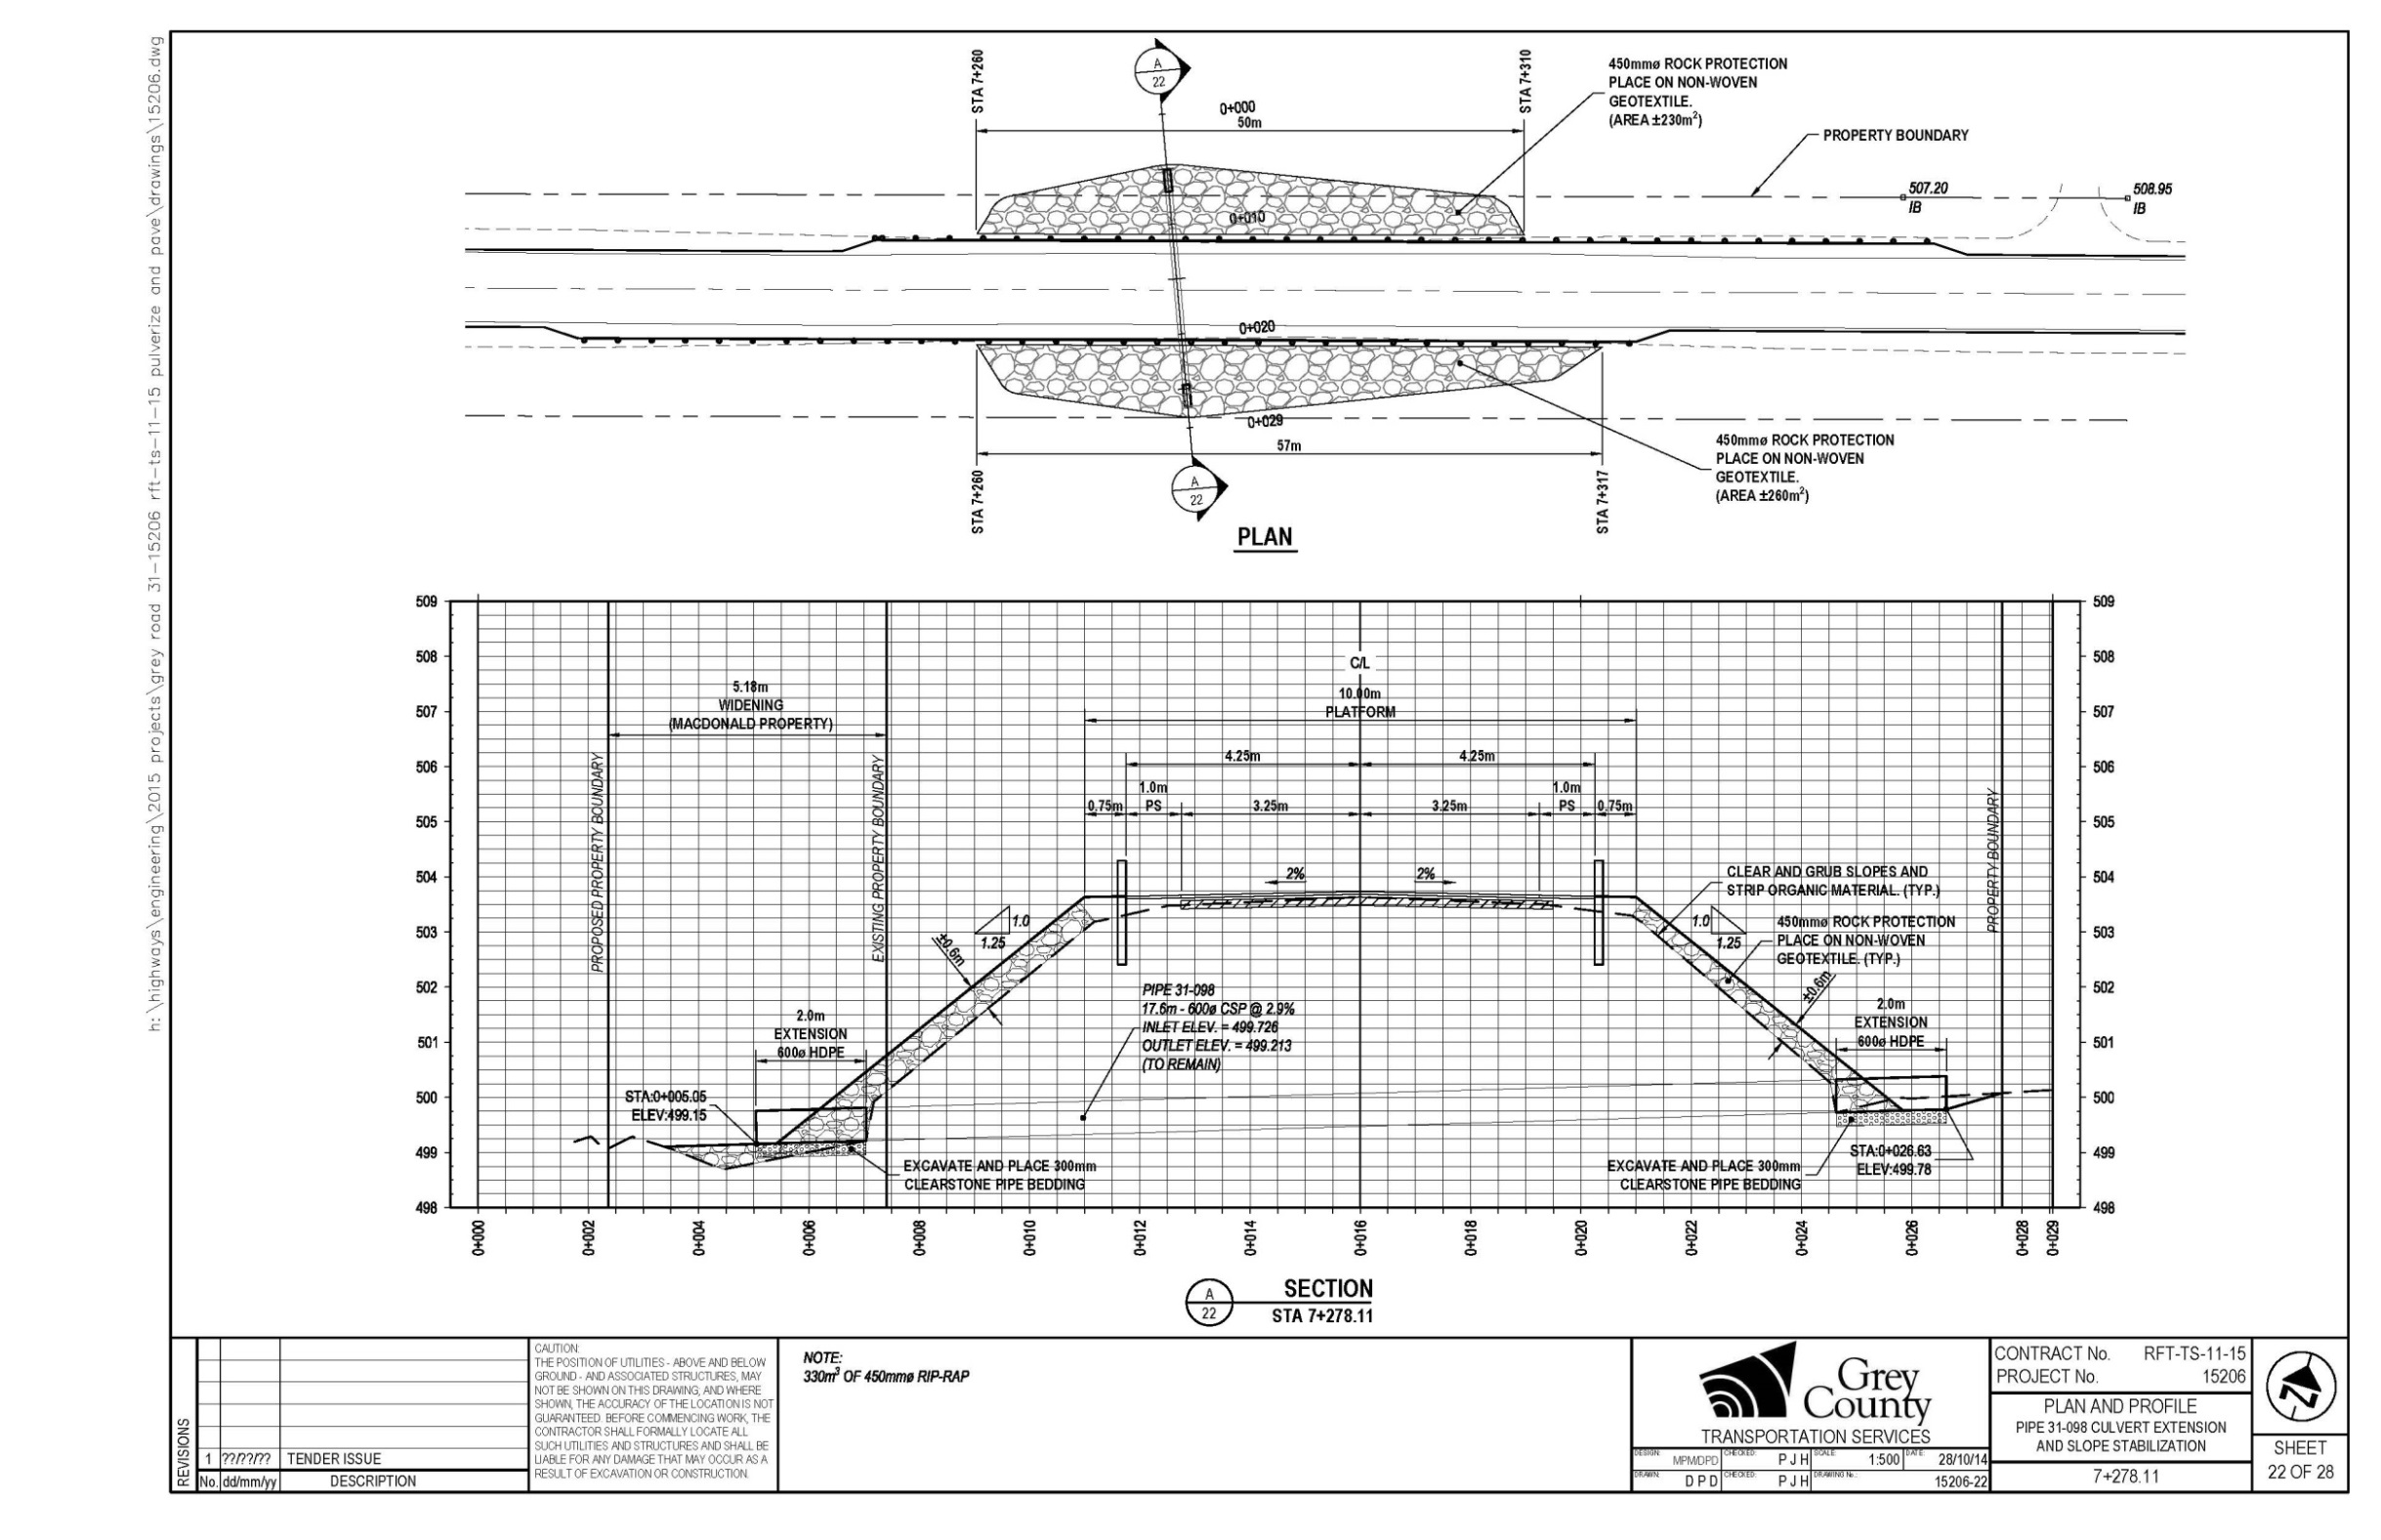 h:\highways\engineering\2015 projects\grey road 31-15206 rft-ts-11-15 pulverize and pave\drawings\15206.dwg
A
22
STA 7+260
0+000
50m
STA 7+310
450mmø ROCK PROTECTION
PLACE ON NON-WOVEN
GEOTEXTILE.
(AREA ±230m²)
PROPERTY BOUNDARY
507.20
IB
508.95
IB
0+010
0+020
0+029
57m
STA 7+260
A
22
STA 7+317
450mmø ROCK PROTECTION
PLACE ON NON-WOVEN
GEOTEXTILE.
(AREA ±260m²)
PLAN
509
508
507
506
505
504
503
502
501
500
499
498
509
508
507
506
505
504
503
502
501
500
499
498
C/L
5.18m
WIDENING
(MACDONALD PROPERTY)
10.00m
PLATFORM
4.25m
4.25m
0.75m
1.0m
PS
3.25m
3.25m
1.0m
PS
0.75m
PROPOSED PROPERTY BOUNDARY
EXISTING PROPERTY BOUNDARY
PROPERTY BOUNDARY
2%
2%
1.0
1.25
±0.6m
1.0
1.25
±0.6m
CLEAR AND GRUB SLOPES AND
STRIP ORGANIC MATERIAL. (TYP.)
450mmø ROCK PROTECTION
PLACE ON NON-WOVEN
GEOTEXTILE. (TYP.)
2.0m
EXTENSION
600ø HDPE
PIPE 31-098
17.6m - 600ø CSP @ 2.9%
INLET ELEV. = 499.726
OUTLET ELEV. = 499.213
(TO REMAIN)
2.0m
EXTENSION
600ø HDPE
STA:0+005.05
ELEV:499.15
EXCAVATE AND PLACE 300mm
CLEARSTONE PIPE BEDDING
EXCAVATE AND PLACE 300mm
CLEARSTONE PIPE BEDDING
STA:0+026.63
ELEV:499.78
0+000
0+002
0+004
0+006
0+008
0+010
0+012
0+014
0+016
0+018
0+020
0+022
0+024
0+026
0+028
0+029
A
22
SECTION
STA 7+278.11
REVISIONS
1 ??/??/?? TENDER ISSUE
No. dd/mm/yy DESCRIPTION
CAUTION:
THE POSITION OF UTILITIES - ABOVE AND BELOW
GROUND - AND ASSOCIATED STRUCTURES, MAY
NOT BE SHOWN ON THIS DRAWING, AND WHERE
SHOWN, THE ACCURACY OF THE LOCATION IS NOT
GUARANTEED. BEFORE COMMENCING WORK, THE
CONTRACTOR SHALL FORMALLY LOCATE ALL
SUCH UTILITIES AND STRUCTURES AND SHALL BE
LIABLE FOR ANY DAMAGE THAT MAY OCCUR AS A
RESULT OF EXCAVATION OR CONSTRUCTION.
NOTE:
330m³ OF 450mmø RIP-RAP
Grey
County
TRANSPORTATION SERVICES
DESIGN: MPM/DPD CHECKED: PJH SCALE: 1:500 DATE: 28/10/14
DRAWN: DPD CHECKED: PJH DRAWING No.: 15206-22
CONTRACT No. RFT-TS-11-15
PROJECT No. 15206
PLAN AND PROFILE
PIPE 31-098 CULVERT EXTENSION
AND SLOPE STABILIZATION
7+278.11
N
SHEET
22 OF 28